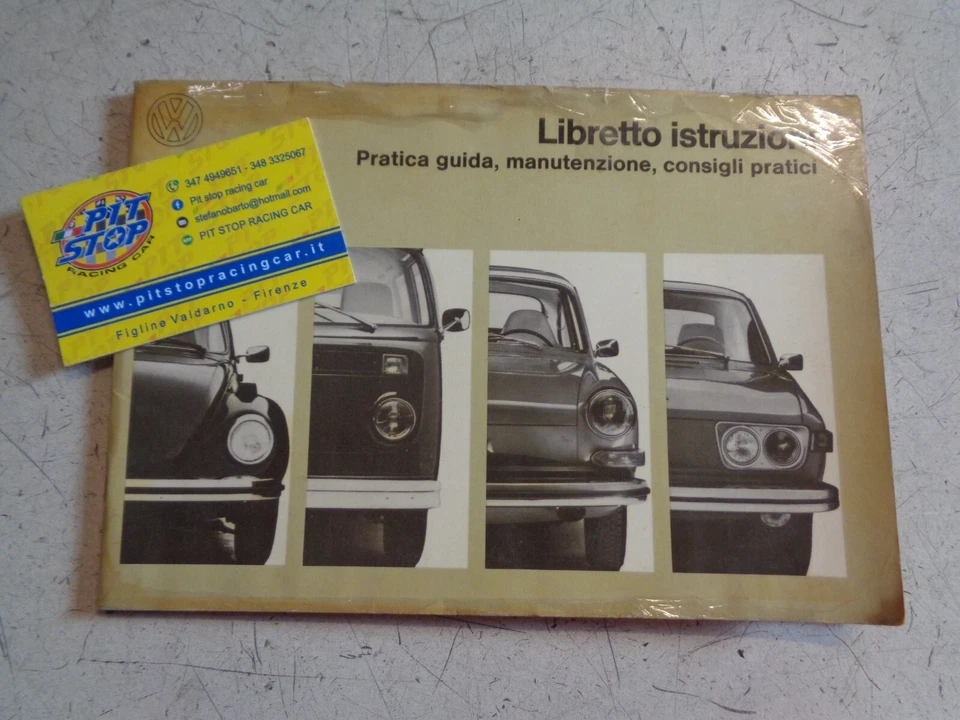 Libretto istruzioni
Pratica guida, manutenzione, consigli pratici
347 4949651 - 348 3325067
Pit stop racing car
stefanobarto@hotmail.com
PIT STOP RACING CAR
PIT
STOP
RACING CAR
www.pitstopracingcar.it
Figline Valdarno - Firenze